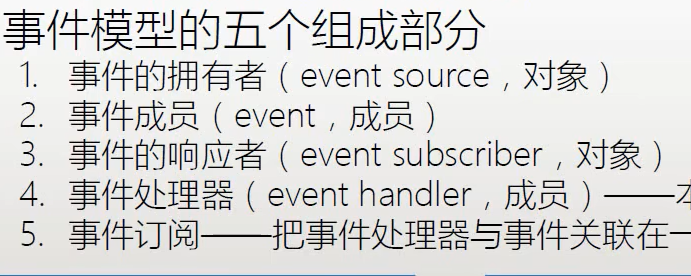 事件模型的五个组成部分
1. 事件的拥有者（event source，对象）
2. 事件成员（event，成员）
3. 事件的响应者（event subscriber，对象）
4. 事件处理器（event handler，成员）——本
5. 事件订阅——把事件处理器与事件关联在一